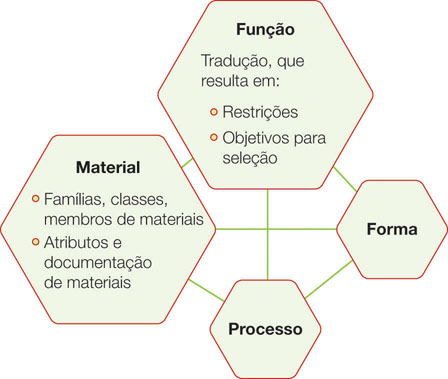 Função
Tradução, que
resulta em:
Restrições
Objetivos para
seleção
Material
Famílias, classes,
membros de materiais
Atributos e
documentação
de materiais
Forma
Processo